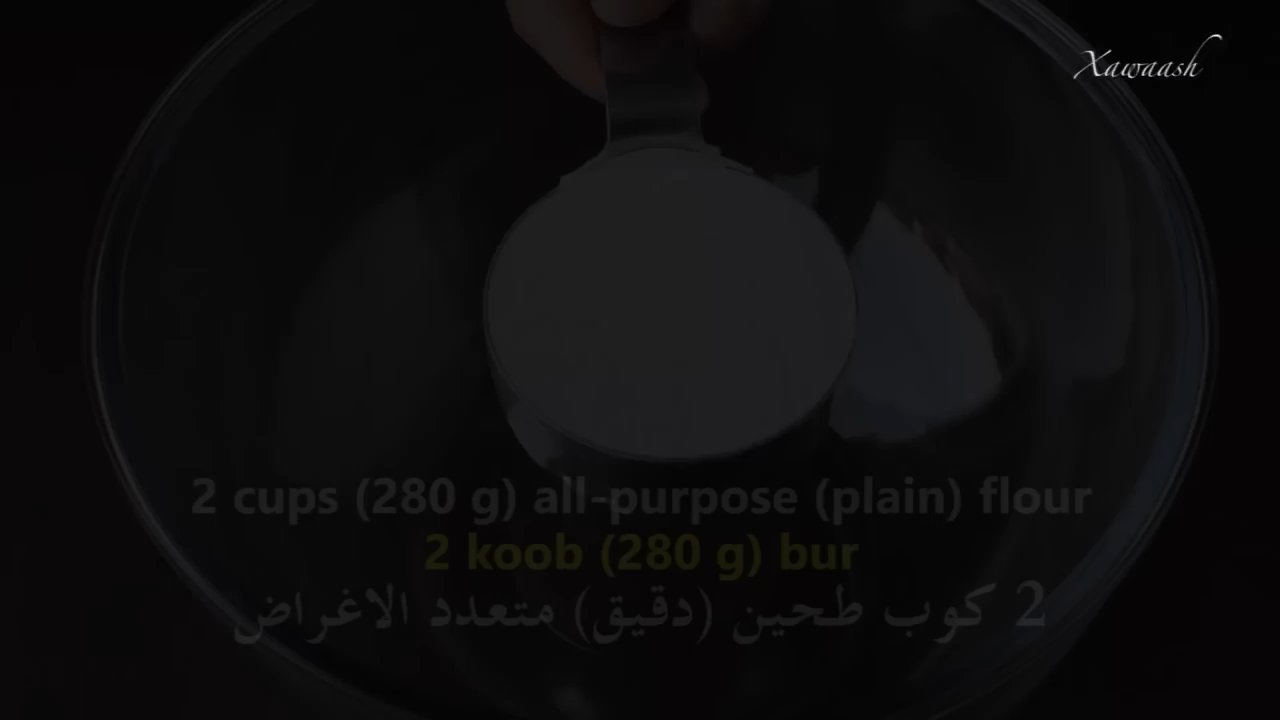 Xawaash
2 cups (280 g) all-purpose (plain) flour
2 koob (280 g) bur
2 كوب طحين (دقيق) متعدد الاغراض